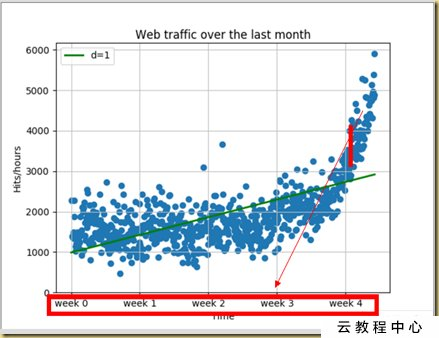 Web traffic over the last month
d=1
6000
5000
4000
3000
2000
1000
0
Hits/hours
week 0 week 1 week 2 week 3 week 4
Time
云教程中心